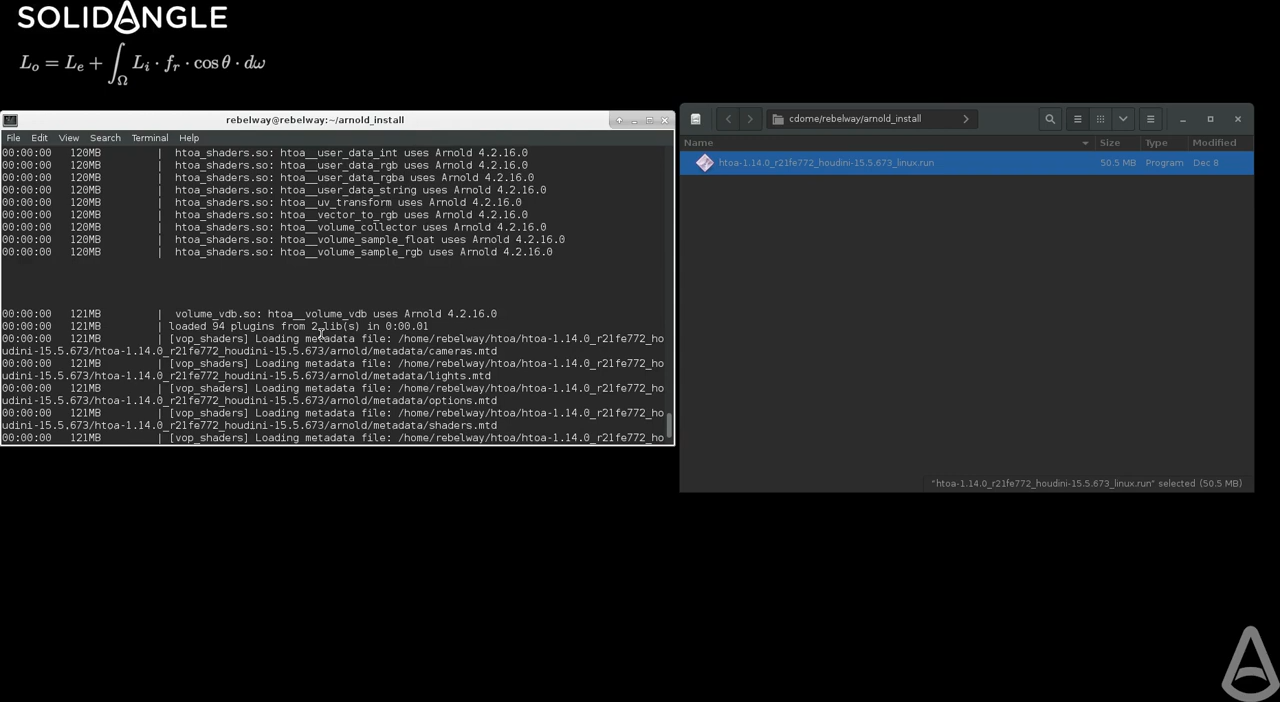 SOLIDANGLE
L_o = L_e + ∫_Ω L_i · f_r · cos θ · dω
rebelway@rebelway:~/arnold_install
File Edit View Search Terminal Help
00:00:00 120MB | htoa_shaders.so: htoa__user_data_int uses Arnold 4.2.16.0
00:00:00 120MB | htoa_shaders.so: htoa__user_data_rgb uses Arnold 4.2.16.0
00:00:00 120MB | htoa_shaders.so: htoa__user_data_rgba uses Arnold 4.2.16.0
00:00:00 120MB | htoa_shaders.so: htoa__user_data_string uses Arnold 4.2.16.0
00:00:00 120MB | htoa_shaders.so: htoa__uv_transform uses Arnold 4.2.16.0
00:00:00 120MB | htoa_shaders.so: htoa__vector_to_rgb uses Arnold 4.2.16.0
00:00:00 120MB | htoa_shaders.so: htoa__volume_collector uses Arnold 4.2.16.0
00:00:00 120MB | htoa_shaders.so: htoa__volume_sample_float uses Arnold 4.2.16.0
00:00:00 120MB | htoa_shaders.so: htoa__volume_sample_rgb uses Arnold 4.2.16.0
00:00:00 121MB | volume_vdb.so: htoa__volume_vdb uses Arnold 4.2.16.0
00:00:00 121MB | loaded 94 plugins from 2 lib(s) in 0:00.01
00:00:00 121MB | [vop_shaders] Loading metadata file: /home/rebelway/htoa/htoa-1.14.0_r21fe772_ho
udini-15.5.673/htoa-1.14.0_r21fe772_houdini-15.5.673/arnold/metadata/cameras.mtd
00:00:00 121MB | [vop_shaders] Loading metadata file: /home/rebelway/htoa/htoa-1.14.0_r21fe772_ho
udini-15.5.673/htoa-1.14.0_r21fe772_houdini-15.5.673/arnold/metadata/lights.mtd
00:00:00 121MB | [vop_shaders] Loading metadata file: /home/rebelway/htoa/htoa-1.14.0_r21fe772_ho
udini-15.5.673/htoa-1.14.0_r21fe772_houdini-15.5.673/arnold/metadata/options.mtd
00:00:00 121MB | [vop_shaders] Loading metadata file: /home/rebelway/htoa/htoa-1.14.0_r21fe772_ho
udini-15.5.673/htoa-1.14.0_r21fe772_houdini-15.5.673/arnold/metadata/shaders.mtd
00:00:00 121MB | [vop_shaders] Loading metadata file: /home/rebelway/htoa/htoa-1.14.0_r21fe772_ho
cdome/rebelway/arnold_install
Name Size Type Modified
htoa-1.14.0_r21fe772_houdini-15.5.673_linux.run 50.5 MB Program Dec 8
"htoa-1.14.0_r21fe772_houdini-15.5.673_linux.run" selected (50.5 MB)